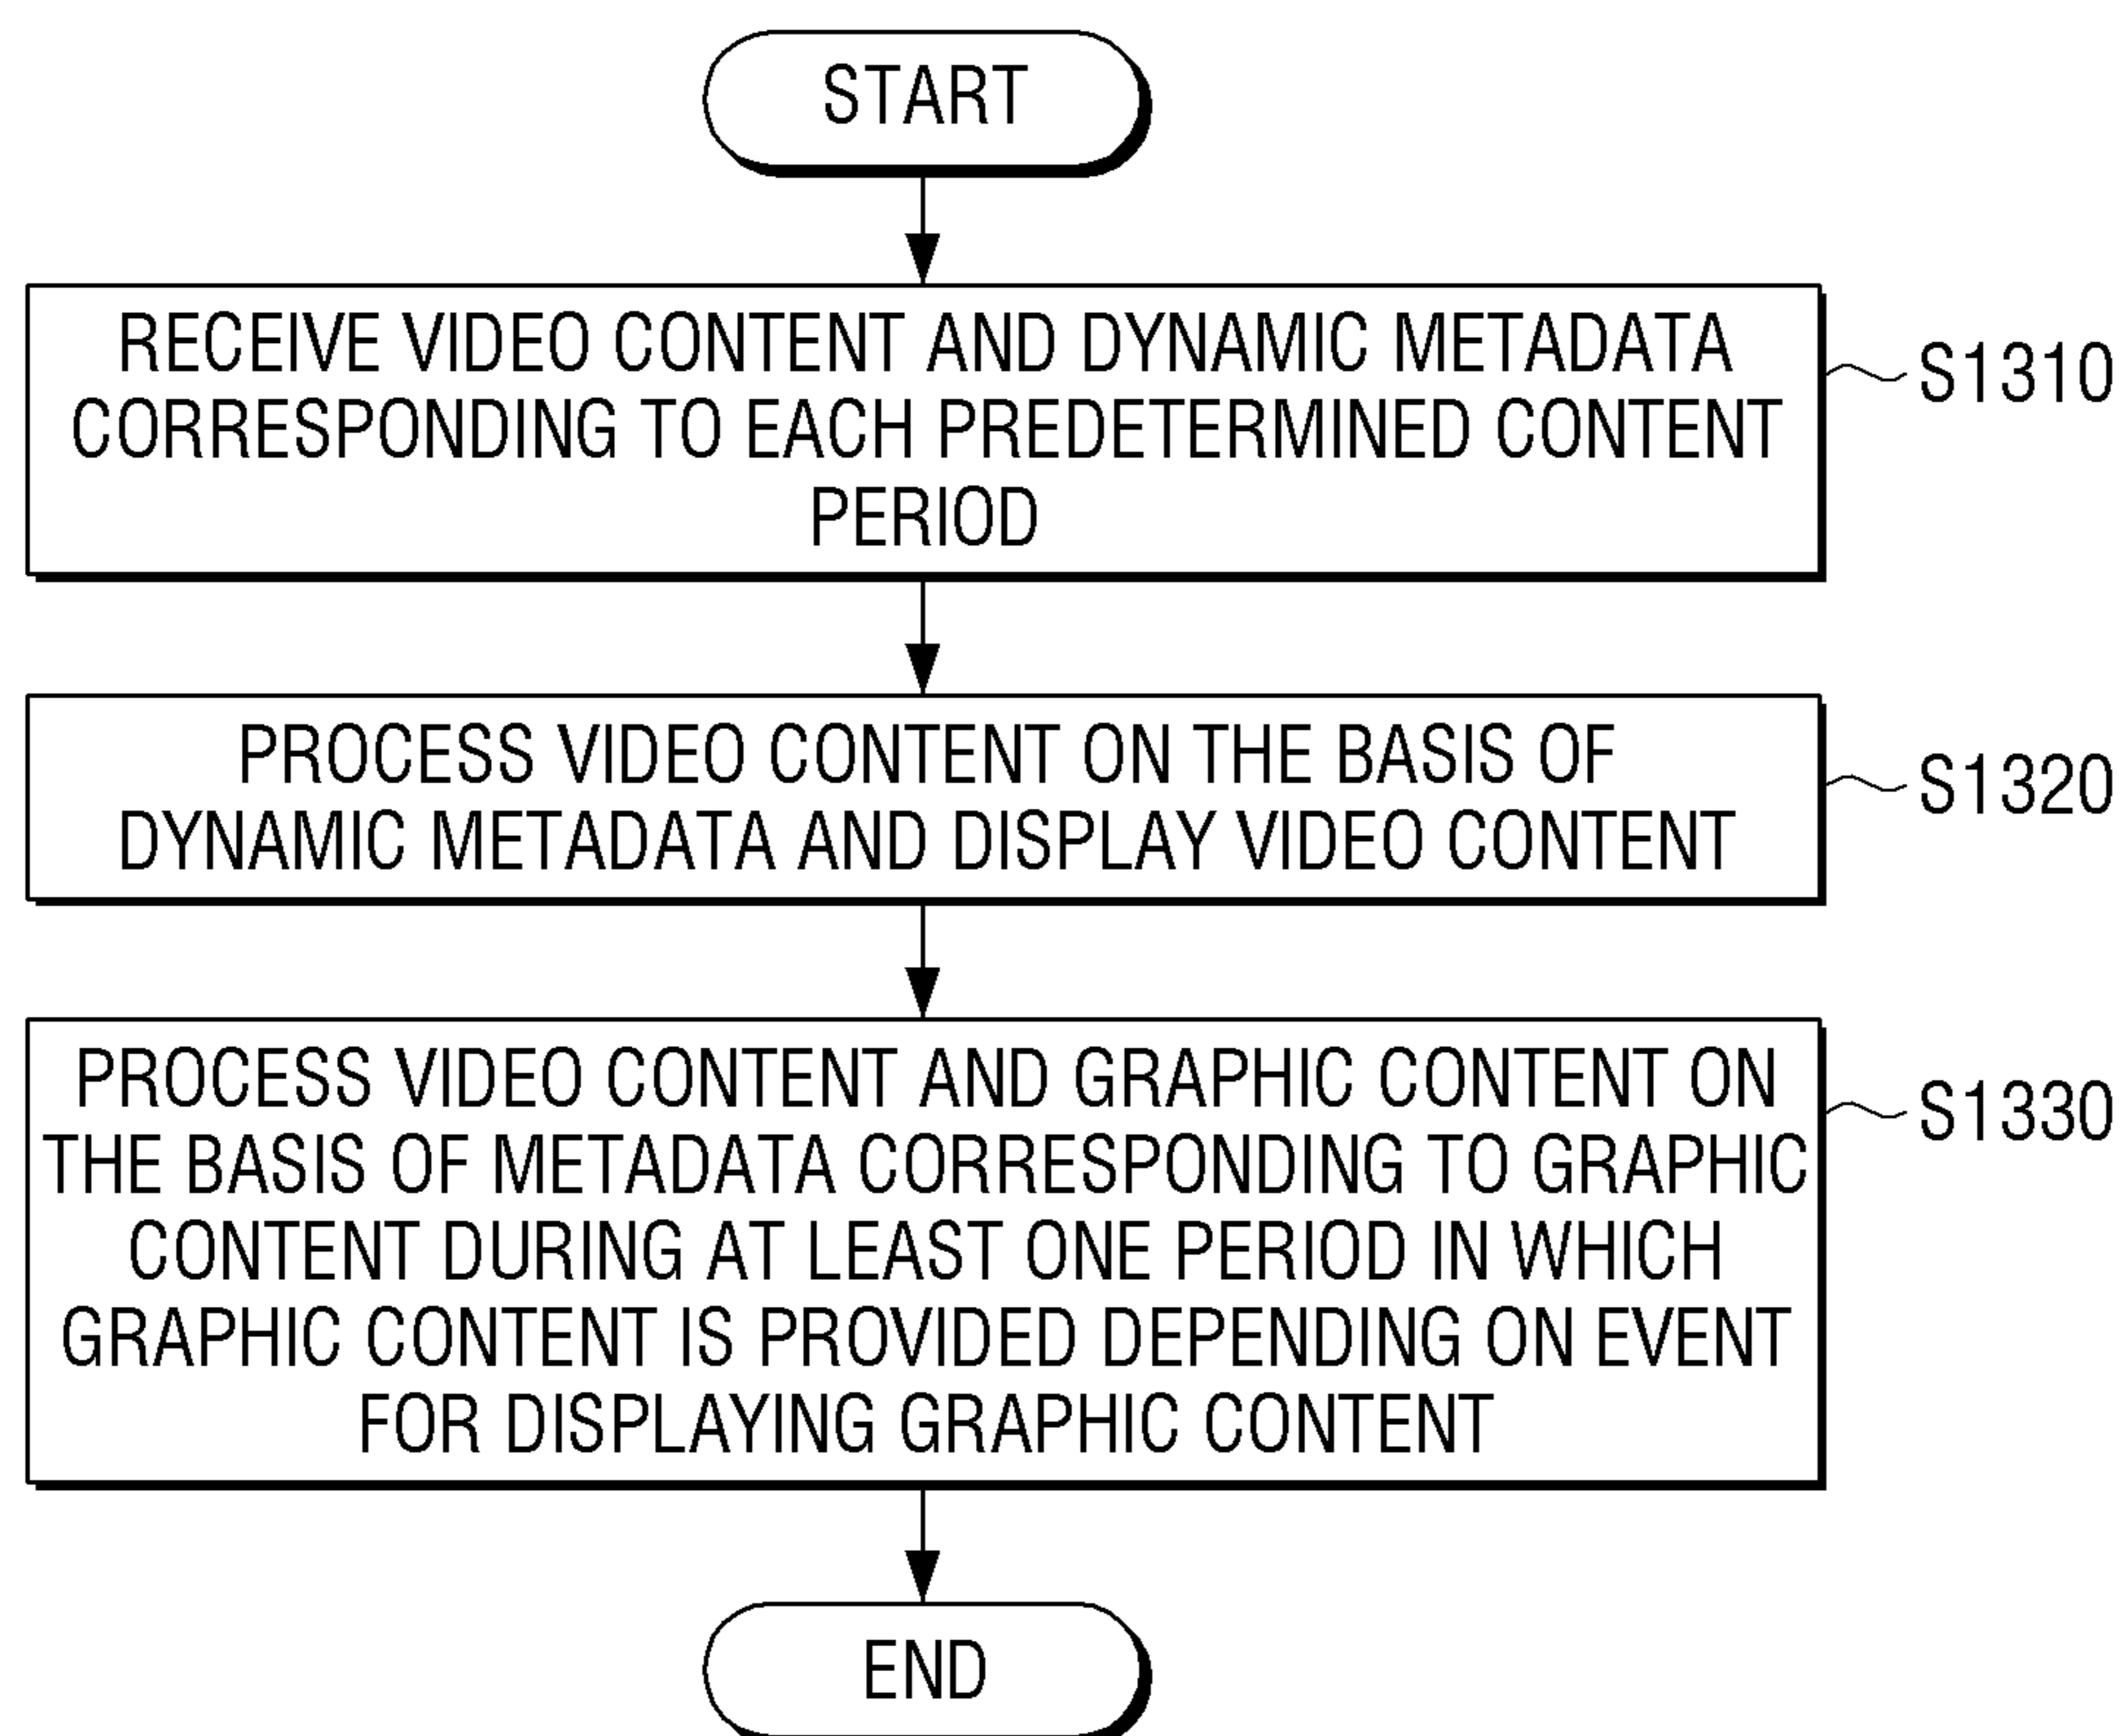 START
RECEIVE VIDEO CONTENT AND DYNAMIC METADATA
CORRESPONDING TO EACH PREDETERMINED CONTENT
PERIOD
S1310
PROCESS VIDEO CONTENT ON THE BASIS OF
DYNAMIC METADATA AND DISPLAY VIDEO CONTENT
S1320
PROCESS VIDEO CONTENT AND GRAPHIC CONTENT ON
THE BASIS OF METADATA CORRESPONDING TO GRAPHIC
CONTENT DURING AT LEAST ONE PERIOD IN WHICH
GRAPHIC CONTENT IS PROVIDED DEPENDING ON EVENT
FOR DISPLAYING GRAPHIC CONTENT
S1330
END